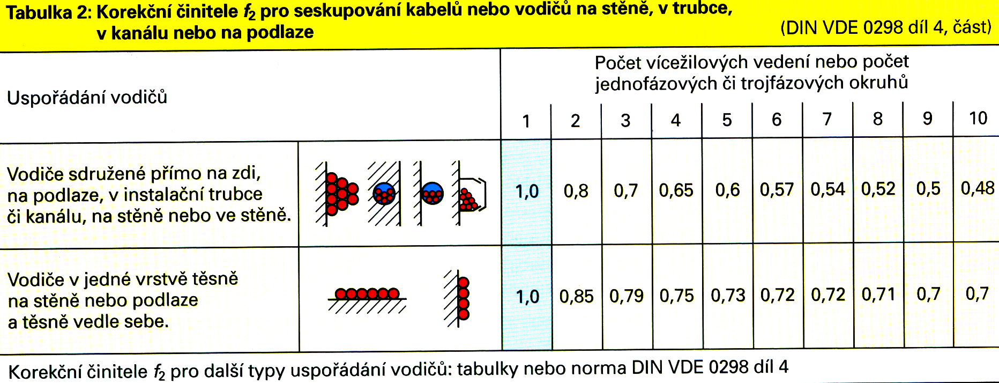 Tabulka 2: Korekční činitele f2 pro seskupování kabelů nebo vodičů na stěně, v trubce,
v kanálu nebo na podlaze (DIN VDE 0298 díl 4, část)
Uspořádání vodičů
Počet vícežilových vedení nebo počet
jednofázových či trojfázových okruhů
1 2 3 4 5 6 7 8 9 10
Vodiče sdružené přímo na zdi,
na podlaze, v instalační trubce
či kanálu, na stěně nebo ve stěně.
1,0 0,8 0,7 0,65 0,6 0,57 0,54 0,52 0,5 0,48
Vodiče v jedné vrstvě těsně
na stěně nebo podlaze
a těsně vedle sebe.
1,0 0,85 0,79 0,75 0,73 0,72 0,72 0,71 0,7 0,7
Korekční činitele f2 pro další typy uspořádání vodičů: tabulky nebo norma DIN VDE 0298 díl 4